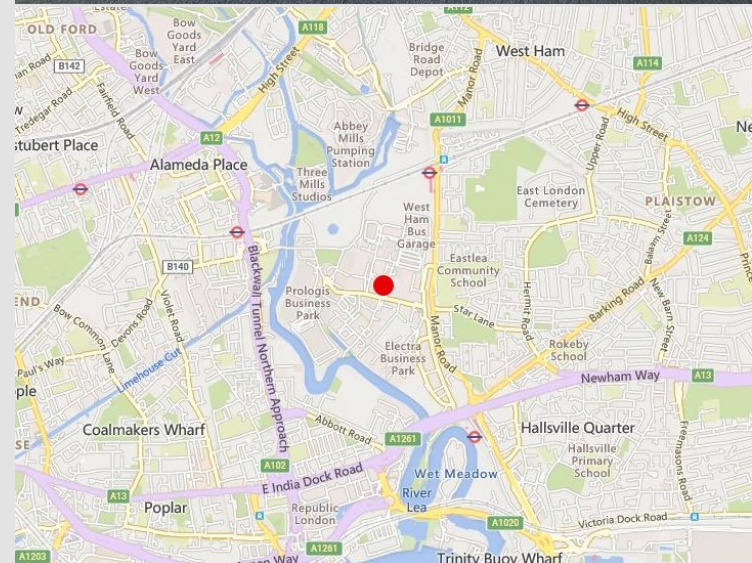 A118
A112
OLD FORD
Bow
Goods
Yard
East
Bridge
Road
Depot
West Ham
B142
Bow
Goods
Yard
West
High Street
Manor Road
A114
Tredegar Road
Fairfield Road
A12
Abbey
Mills
Pumping
Station
A1011
High Street
Upper Road
stubert Place
Alameda Place
Three
Mills
Studios
East London
Cemetery
PLAISTOW
West
Ham
Bus
Garage
Balaam Street
A124
B140
Eastlea
Community
School
Hermit Road
Prince
Blackwall Tunnel Northern Approach
Prologis
Business
Park
Barking Road
New Barn Street
END
Bow Common Lane
Devons Road
Violet Road
Star Lane
Manor Road
Rokeby
School
Paul's Way
Limehouse Cut
Electra
Business
Park
Newham Way
A13
ple
Coalmakers Wharf
Abbott Road
A1261
Hallsville Quarter
Hallsville
Primary
School
Freemasons Road
SE
A102
E India Dock Road
Wet Meadow
A13
Poplar
Republic
London
River
Lea
A1020
Victoria Dock Road
A1203
A1261
Trinity Buoy Wharf